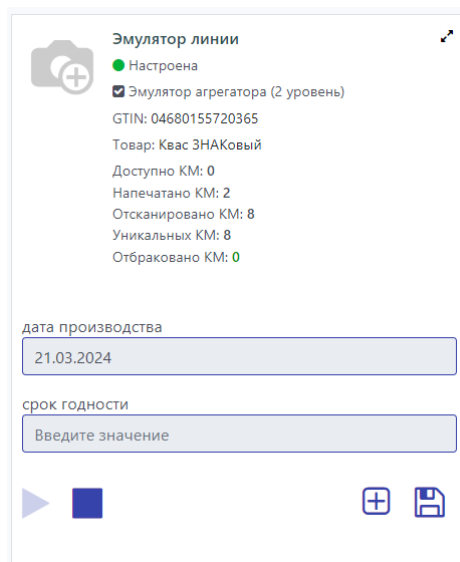 Эмулятор линии
Настроена
Эмулятор агрегатора (2 уровень)
GTIN: 04680155720365
Товар: Квас ЗНАКовый
Доступно КМ: 0
Напечатано КМ: 2
Отсканировано КМ: 8
Уникальных КМ: 8
Отбраковано КМ: 0
дата производства
21.03.2024
срок годности
Введите значение